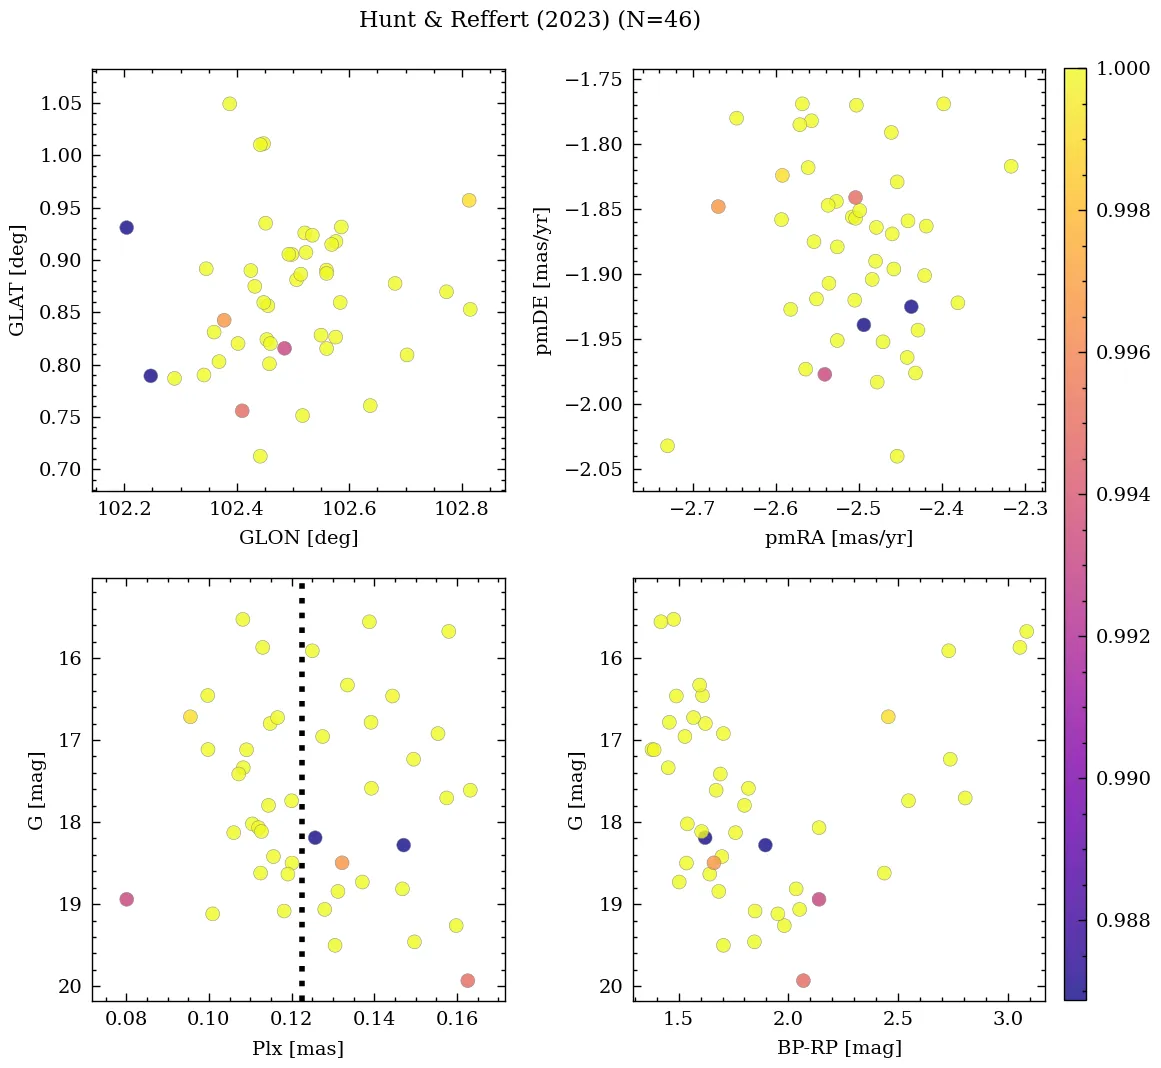 Hunt & Reffert (2023) (N=46)
1.05
1.00
0.95
0.90
0.85
0.80
0.75
0.70
GLAT [deg]
102.2 102.4 102.6 102.8
GLON [deg]
−1.75
−1.80
−1.85
−1.90
−1.95
−2.00
−2.05
pmDE [mas/yr]
−2.7 −2.6 −2.5 −2.4 −2.3
pmRA [mas/yr]
1.000
0.998
0.996
0.994
0.992
0.990
0.988
16
17
18
19
20
G [mag]
0.08 0.10 0.12 0.14 0.16
Plx [mas]
16
17
18
19
20
G [mag]
1.5 2.0 2.5 3.0
BP-RP [mag]